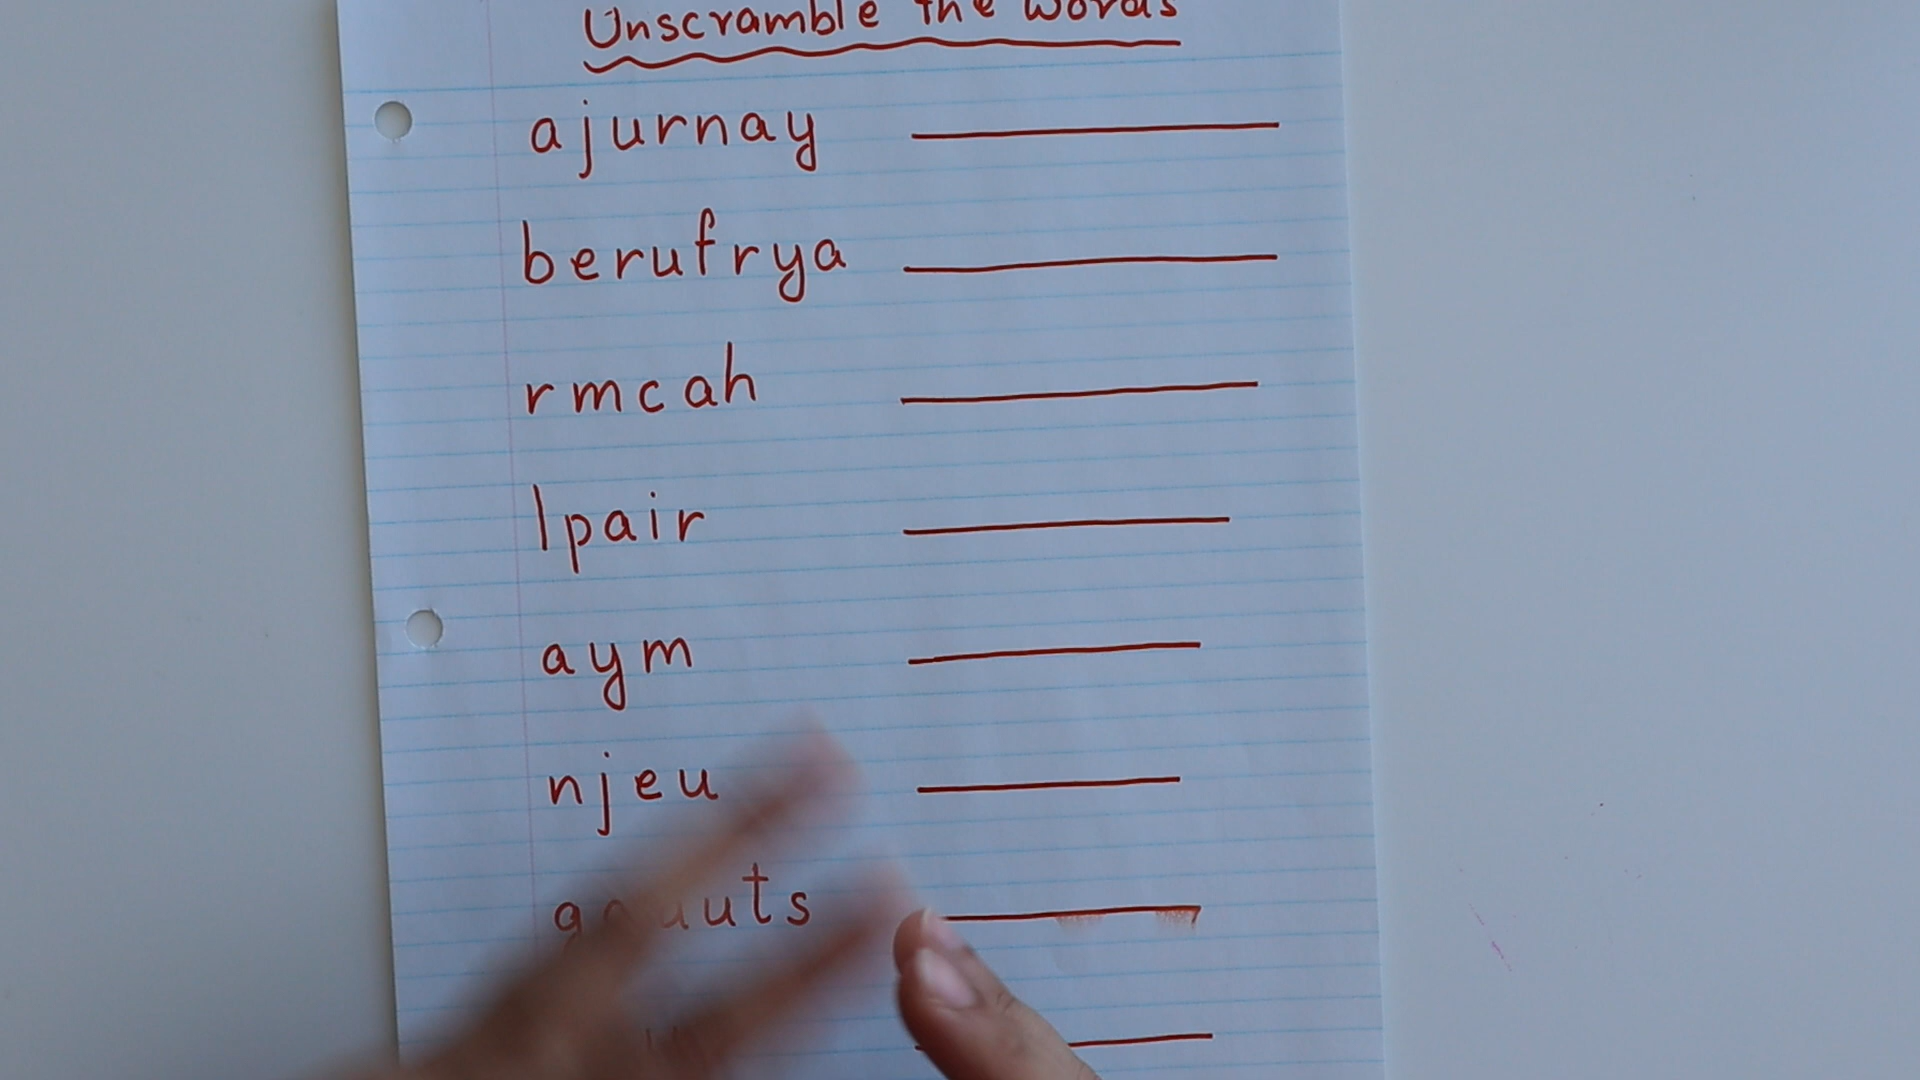 Unscramble the words
ajurnay
berufrya
rmcah
lpair
aym
njeu